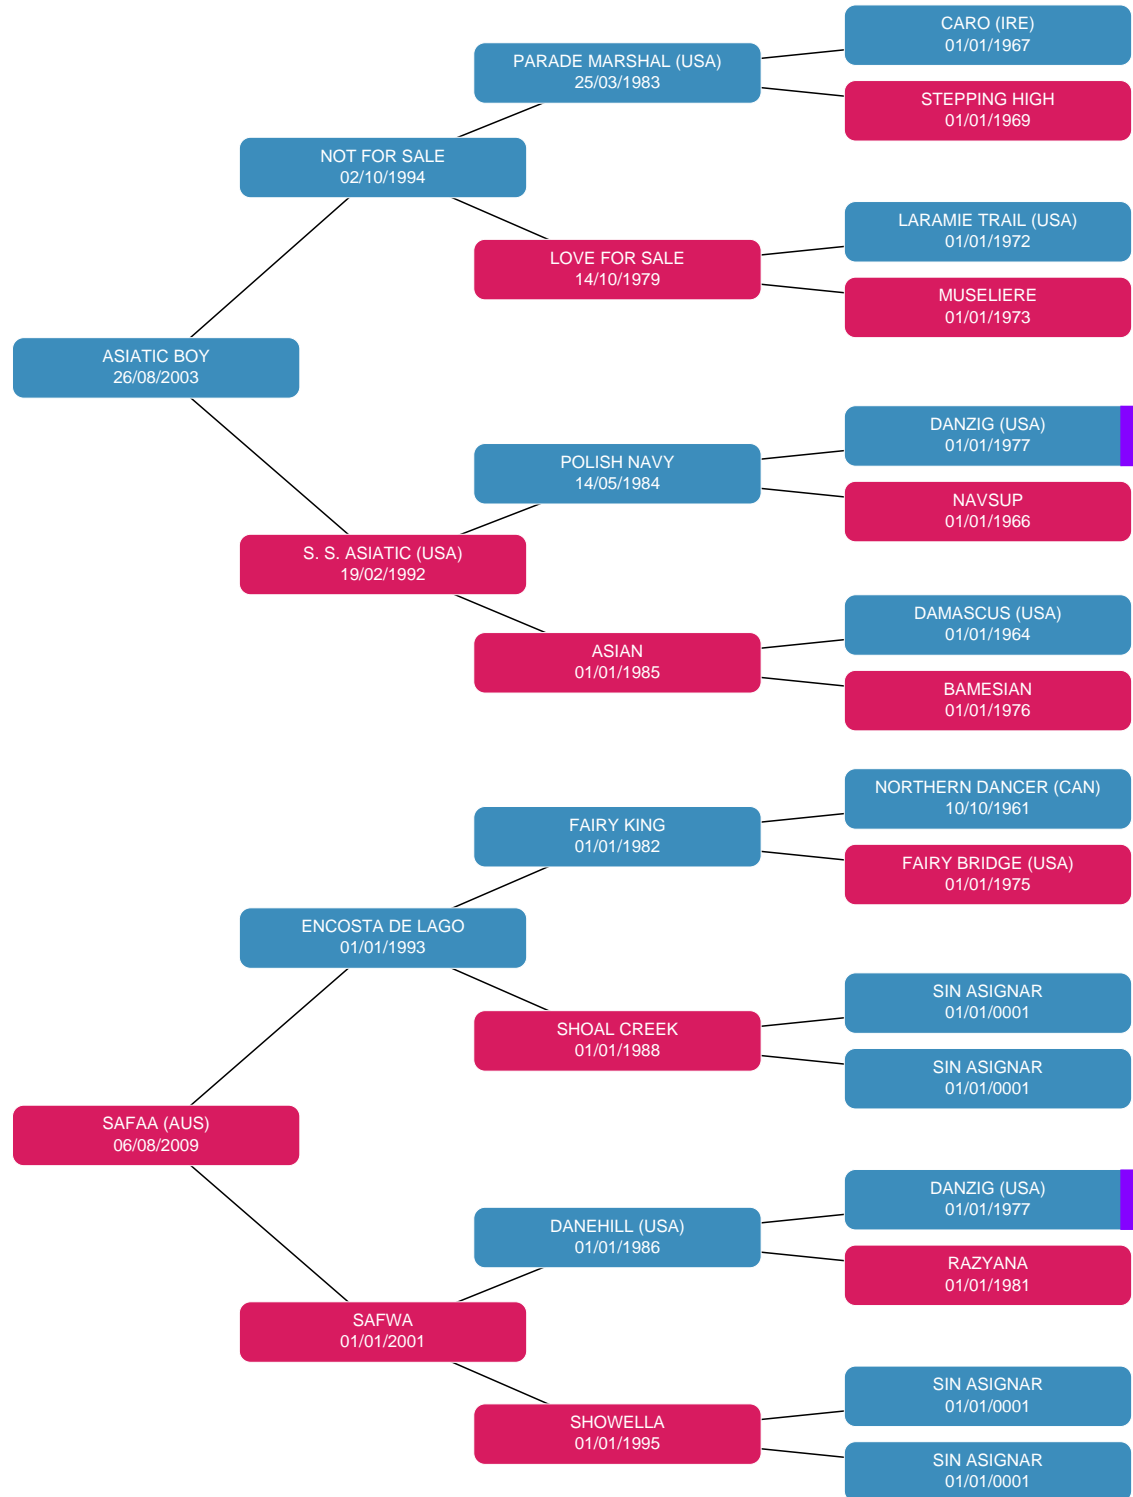 CARO (IRE)
01/01/1967
PARADE MARSHAL (USA)
25/03/1983
STEPPING HIGH
01/01/1969
NOT FOR SALE
02/10/1994
LARAMIE TRAIL (USA)
01/01/1972
LOVE FOR SALE
14/10/1979
MUSELIERE
01/01/1973
ASIATIC BOY
26/08/2003
DANZIG (USA)
01/01/1977
POLISH NAVY
14/05/1984
NAVSUP
01/01/1966
S. S. ASIATIC (USA)
19/02/1992
DAMASCUS (USA)
01/01/1964
ASIAN
01/01/1985
BAMESIAN
01/01/1976
NORTHERN DANCER (CAN)
10/10/1961
FAIRY KING
01/01/1982
FAIRY BRIDGE (USA)
01/01/1975
ENCOSTA DE LAGO
01/01/1993
SIN ASIGNAR
01/01/0001
SHOAL CREEK
01/01/1988
SIN ASIGNAR
01/01/0001
SAFAA (AUS)
06/08/2009
DANZIG (USA)
01/01/1977
DANEHILL (USA)
01/01/1986
RAZYANA
01/01/1981
SAFWA
01/01/2001
SIN ASIGNAR
01/01/0001
SHOWELLA
01/01/1995
SIN ASIGNAR
01/01/0001